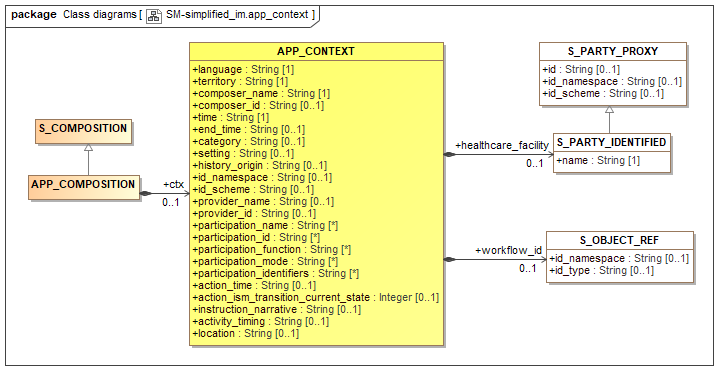 package Class diagrams [ SM-simplified_im.app_context ]
APP_CONTEXT
+language : String [1]
+territory : String [1]
+composer_name : String [1]
+composer_id : String [0..1]
+time : String [1]
+end_time : String [0..1]
+category : String [0..1]
+setting : String [0..1]
+history_origin : String [0..1]
+id_namespace : String [0..1]
+id_scheme : String [0..1]
+provider_name : String [0..1]
+provider_id : String [0..1]
+participation_name : String [*]
+participation_id : String [*]
+participation_function : String [*]
+participation_mode : String [*]
+participation_identifiers : String [*]
+action_time : String [0..1]
+action_ism_transition_current_state : Integer [0..1]
+instruction_narrative : String [0..1]
+activity_timing : String [0..1]
+location : String [0..1]
S_COMPOSITION
APP_COMPOSITION
+ctx
0..1
S_PARTY_PROXY
+id : String [0..1]
+id_namespace : String [0..1]
+id_scheme : String [0..1]
+healthcare_facility
0..1
S_PARTY_IDENTIFIED
+name : String [1]
+workflow_id
0..1
S_OBJECT_REF
+id_namespace : String [0..1]
+id_type : String [0..1]